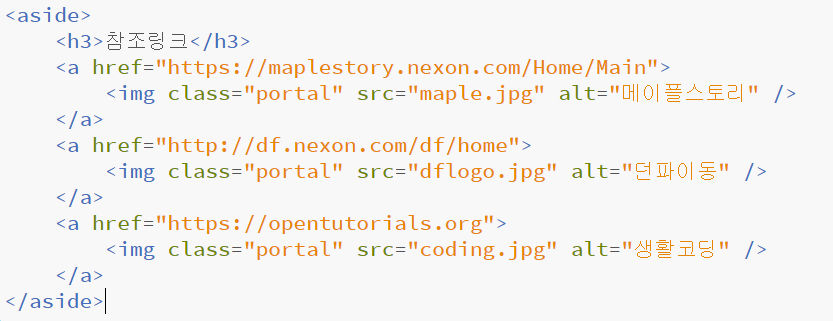 <aside>
<h3>참조링크</h3>
<a href="https://maplestory.nexon.com/Home/Main">
<img class="portal" src="maple.jpg" alt="메이플스토리" />
</a>
<a href="http://df.nexon.com/df/home">
<img class="portal" src="dflogo.jpg" alt="던파이동" />
</a>
<a href="https://opentutorials.org">
<img class="portal" src="coding.jpg" alt="생활코딩" />
</a>
</aside>